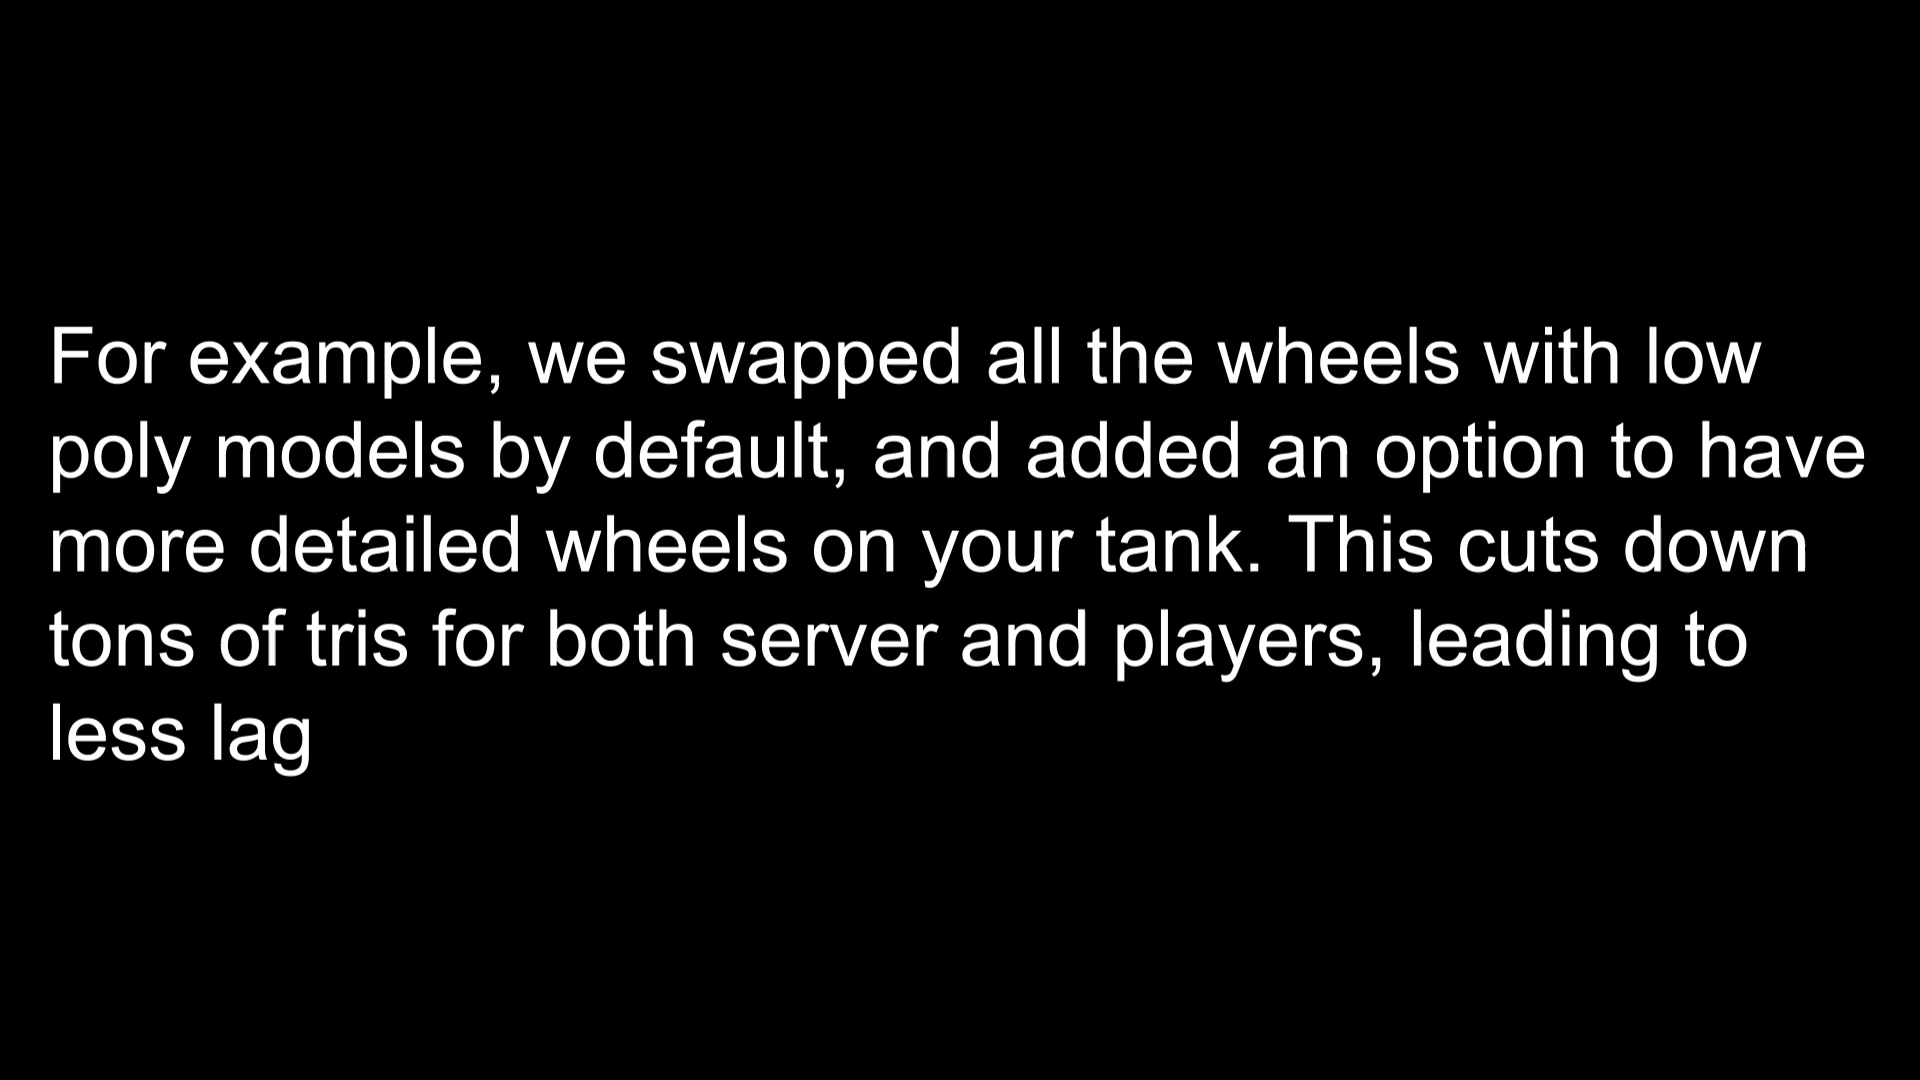 For example, we swapped all the wheels with low
poly models by default, and added an option to have
more detailed wheels on your tank. This cuts down
tons of tris for both server and players, leading to
less lag